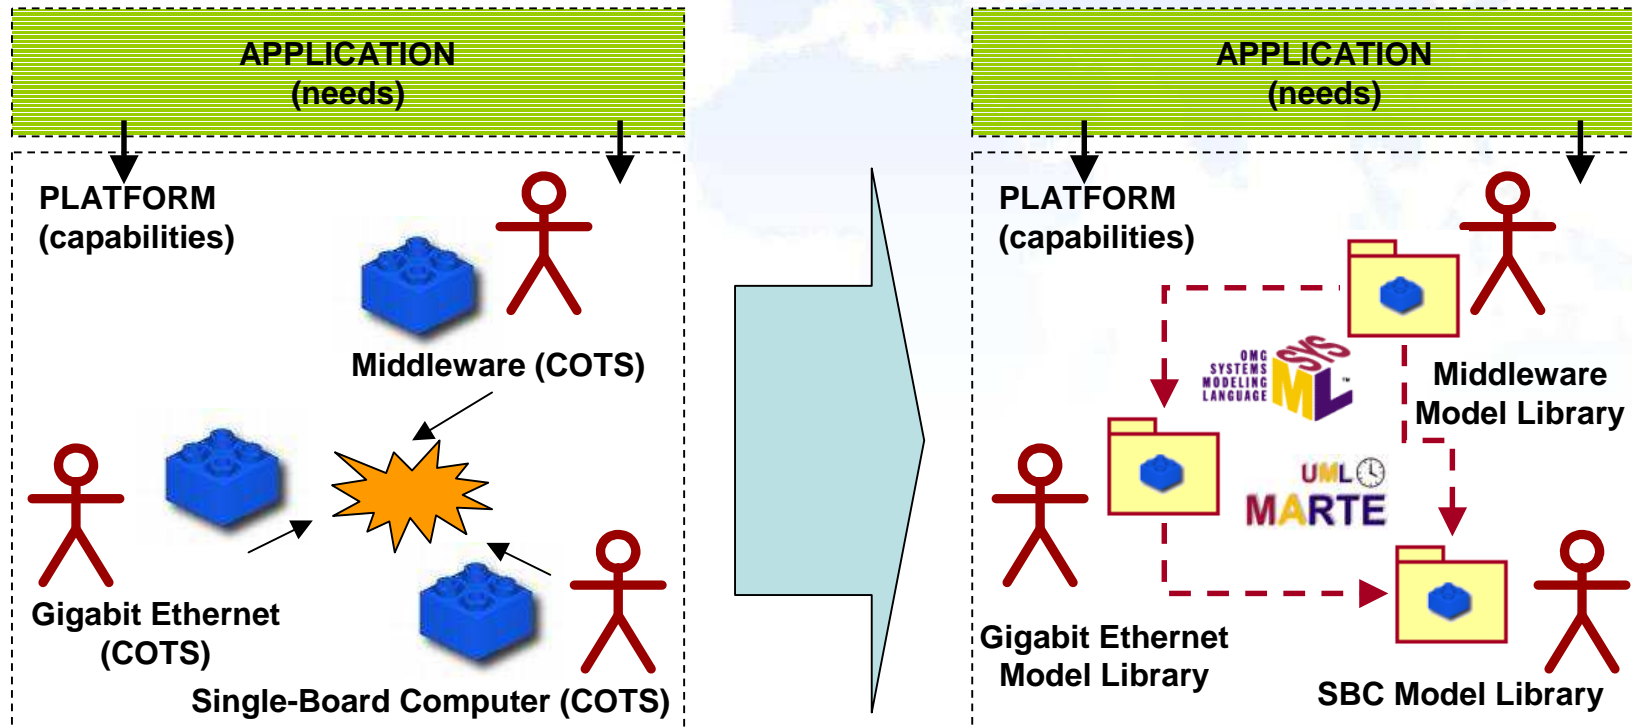 APPLICATION
(needs)
PLATFORM
(capabilities)
Middleware (COTS)
Gigabit Ethernet
(COTS)
Single-Board Computer (COTS)
APPLICATION
(needs)
PLATFORM
(capabilities)
OMG
SYSTEMS
MODELING
LANGUAGE
SYS
ML™
Middleware
Model Library
UML
MARTE
Gigabit Ethernet
Model Library
SBC Model Library